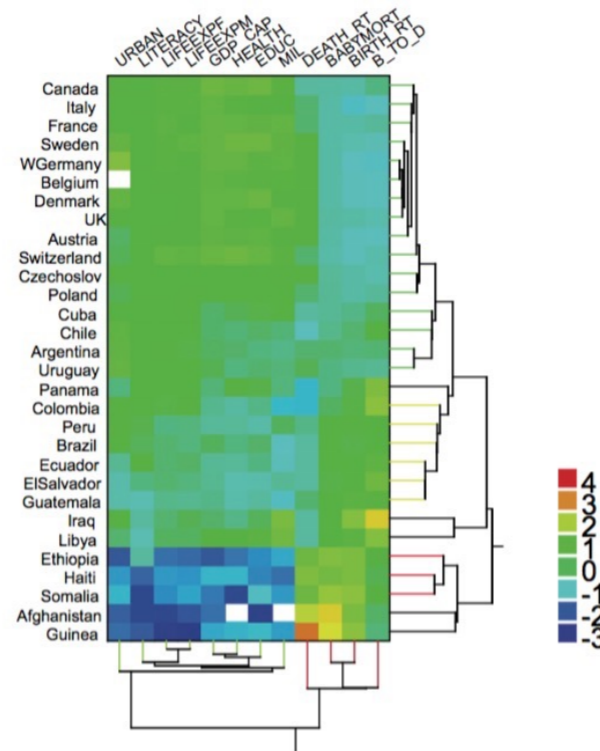 URBAN
LITERACY
LIFEEXPF
LIFEEXPM
GDP_CAP
HEALTH
EDUC
MIL
DEATH_RT
BABYMORT
BIRTH_RT
B_TO_D
Canada
Italy
France
Sweden
WGermany
Belgium
Denmark
UK
Austria
Switzerland
Czechoslov
Poland
Cuba
Chile
Argentina
Uruguay
Panama
Colombia
Peru
Brazil
Ecuador
ElSalvador
Guatemala
Iraq
Libya
Ethiopia
Haiti
Somalia
Afghanistan
Guinea
4
3
2
1
0
-1
-2
-3